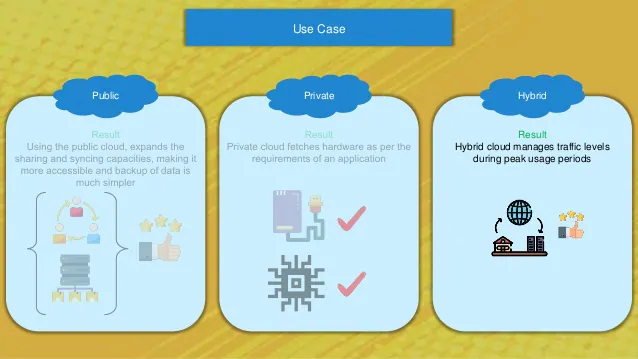 Use Case
Public
Result
Using the public cloud, expands the
sharing and syncing capacities, making it
more accessible and backup of data is
much simpler
Private
Result
Private cloud fetches hardware as per the
requirements of an application
Hybrid
Result
Hybrid cloud manages traffic levels
during peak usage periods